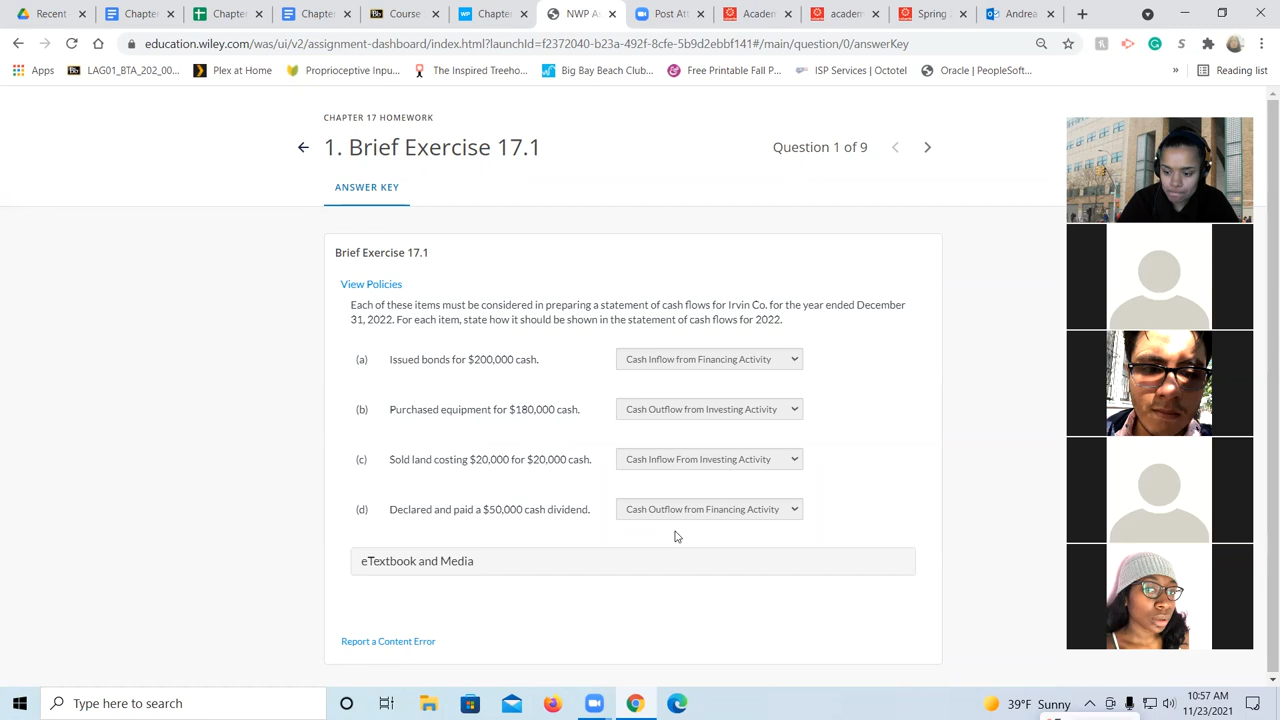 Recent
Chapte
Chapter
Chapte
NWP As
Post Att
academ
Spring
Andrea
education.wiley.com/was/ui/v2/assignment-dashboard/index.html?launchId=f2372040-b23a-492f-8cfe-5b9d2ebbf141#/main/question/0/answerKey
Apps
LAG01_BTA_202_00...
Plex at Home
Proprioceptive Inpu...
The Inspired Treeho...
Big Bay Beach Club...
Free Printable Fall P...
ISP Services | Octotel
Oracle | PeopleSoft...
»
Reading list
CHAPTER 17 HOMEWORK
1. Brief Exercise 17.1
Question 1 of 9
ANSWER KEY
Brief Exercise 17.1
View Policies
Each of these items must be considered in preparing a statement of cash flows for Irvin Co. for the year ended December
31, 2022. For each item, state how it should be shown in the statement of cash flows for 2022.
(a) Issued bonds for $200,000 cash. Cash Inflow from Financing Activity
(b) Purchased equipment for $180,000 cash. Cash Outflow from Investing Activity
(c) Sold land costing $20,000 for $20,000 cash. Cash Inflow From Investing Activity
(d) Declared and paid a $50,000 cash dividend. Cash Outflow from Financing Activity
eTextbook and Media
Report a Content Error
Type here to search
39°F Sunny
10:57 AM
11/23/2021